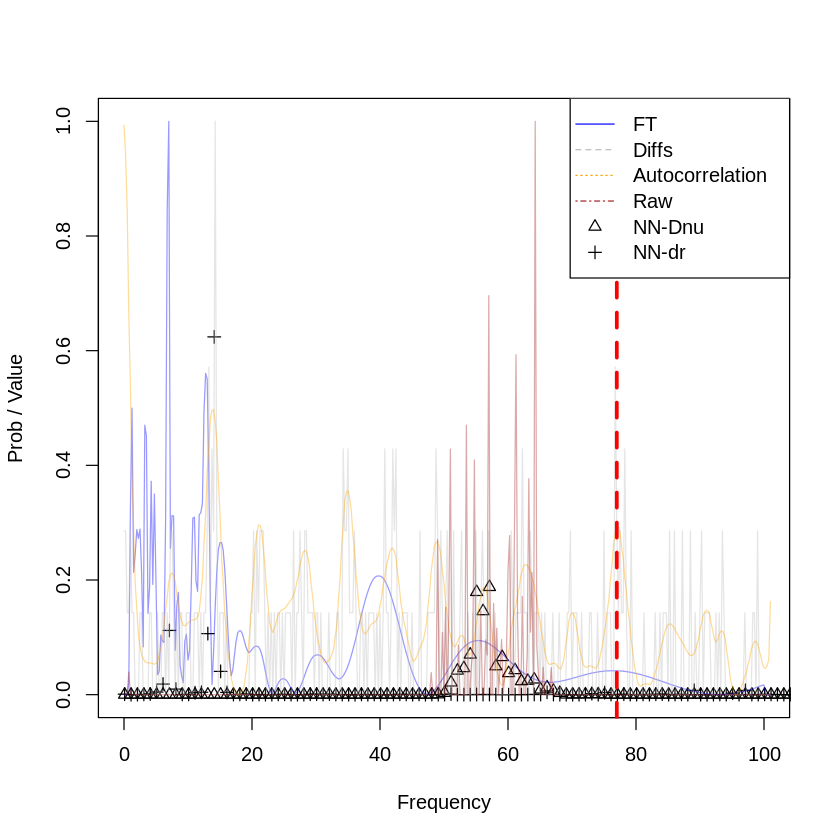 FT
Diffs
Autocorrelation
Raw
NN-Dnu
NN-dr
1.0
0.8
0.6
0.4
0.2
0.0
Prob / Value
0 20 40 60 80 100
Frequency